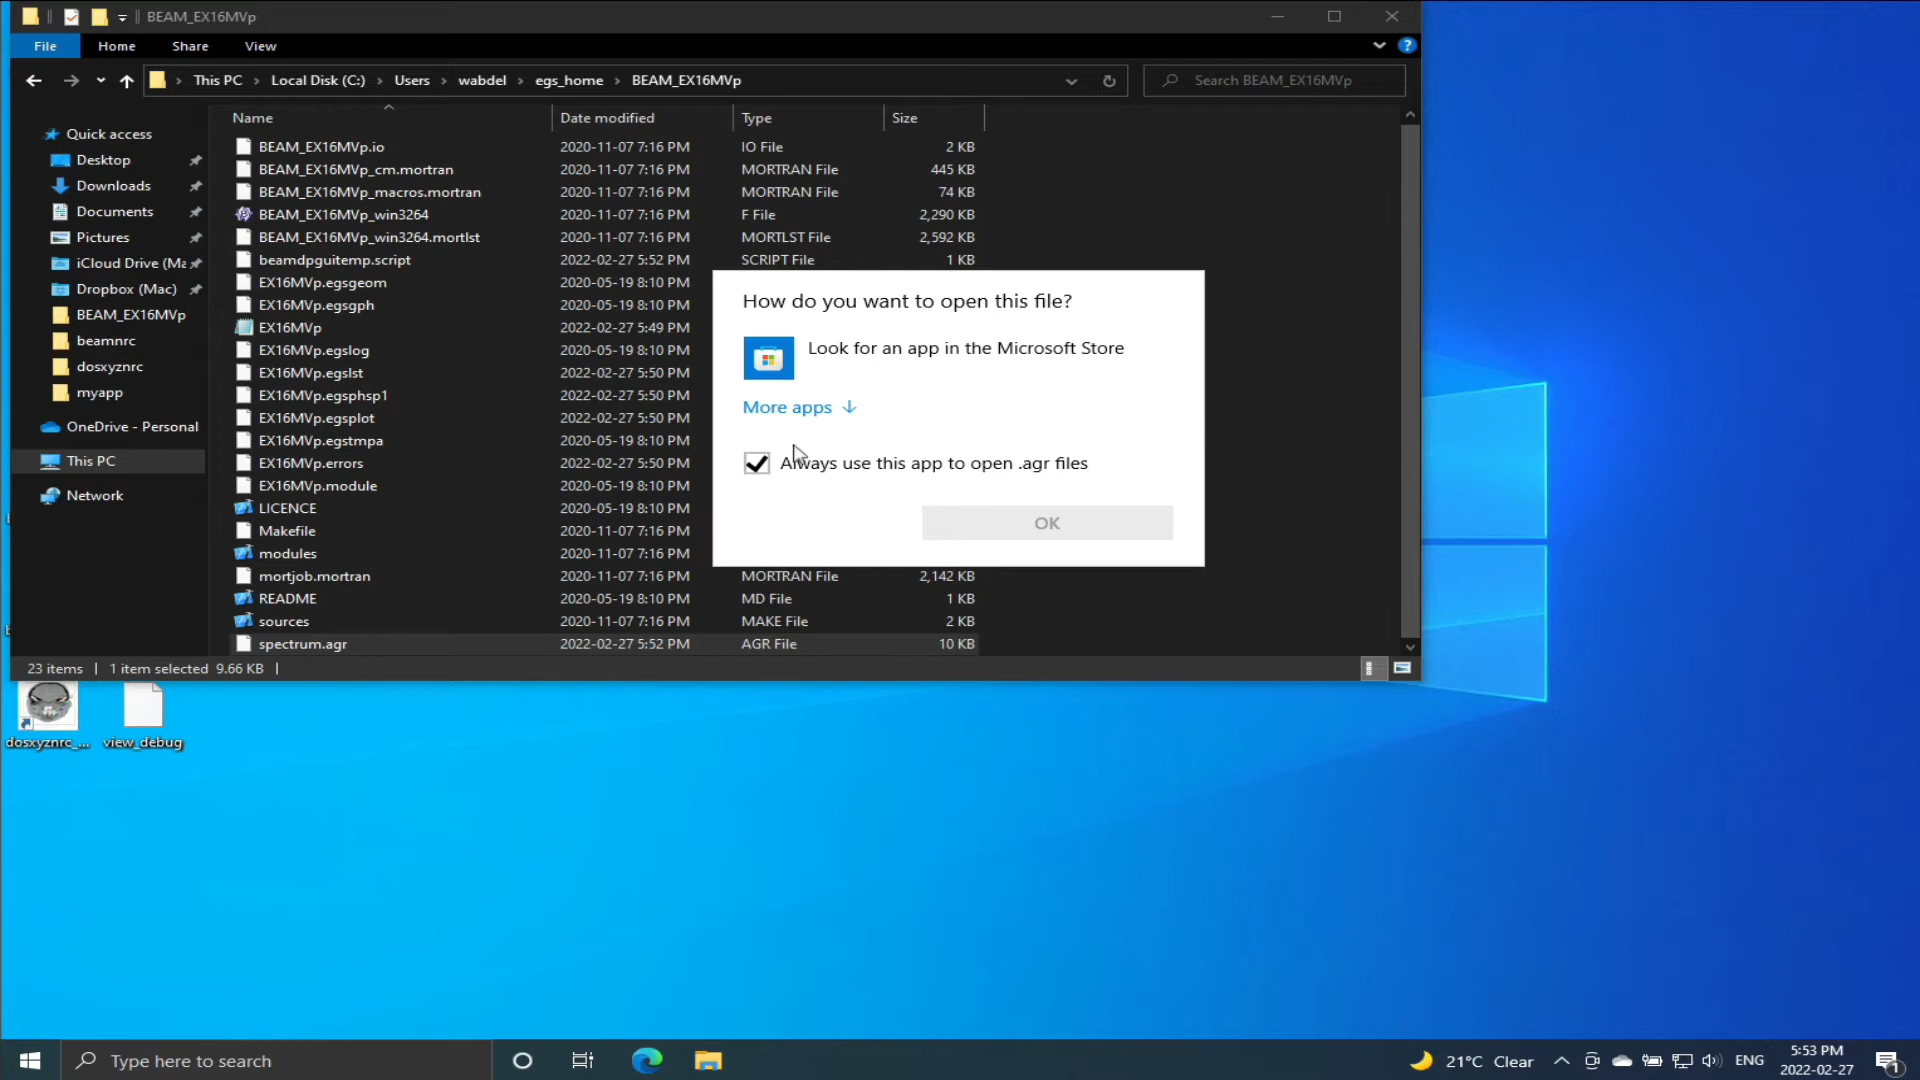 BEAM_EX16MVp
File Home Share View
This PC Local Disk (C:) Users wabdel egs_home BEAM_EX16MVp
Search BEAM_EX16MVp
Name Date modified Type Size
Quick access
Desktop
Downloads
Documents
Pictures
iCloud Drive (Ma
Dropbox (Mac)
BEAM_EX16MVp
beamnrc
dosxyznrc
myapp
OneDrive - Personal
This PC
Network
BEAM_EX16MVp.io 2020-11-07 7:16 PM IO File 2 KB
BEAM_EX16MVp_cm.mortran 2020-11-07 7:16 PM MORTRAN File 445 KB
BEAM_EX16MVp_macros.mortran 2020-11-07 7:16 PM MORTRAN File 74 KB
BEAM_EX16MVp_win3264 2020-11-07 7:16 PM F File 2,290 KB
BEAM_EX16MVp_win3264.mortlst 2020-11-07 7:16 PM MORTLST File 2,592 KB
beamdpguitemp.script 2022-02-27 5:52 PM SCRIPT File 1 KB
EX16MVp.egsgeom 2020-05-19 8:10 PM
EX16MVp.egsgph 2020-05-19 8:10 PM
EX16MVp 2022-02-27 5:49 PM
EX16MVp.egslog 2020-05-19 8:10 PM
EX16MVp.egslst 2022-02-27 5:50 PM
EX16MVp.egsphsp1 2022-02-27 5:50 PM
EX16MVp.egsplot 2022-02-27 5:50 PM
EX16MVp.egstmpa 2020-05-19 8:10 PM
EX16MVp.errors 2022-02-27 5:50 PM
EX16MVp.module 2020-05-19 8:10 PM
LICENCE 2020-05-19 8:10 PM
Makefile 2020-11-07 7:16 PM
modules 2020-11-07 7:16 PM
mortjob.mortran 2020-11-07 7:16 PM MORTRAN File 2,142 KB
README 2020-05-19 8:10 PM MD File 1 KB
sources 2020-11-07 7:16 PM MAKE File 2 KB
spectrum.agr 2022-02-27 5:52 PM AGR File 10 KB
How do you want to open this file?
Look for an app in the Microsoft Store
More apps
Always use this app to open .agr files
OK
23 items 1 item selected 9.66 KB
dosxyznrc_... view_debug
Type here to search
21°C Clear
ENG
5:53 PM
2022-02-27
1